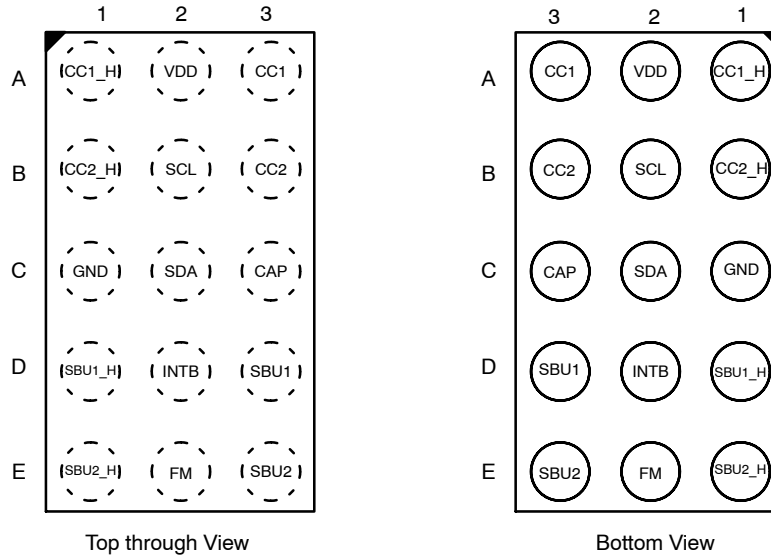 1 2 3
A CC1_H VDD CC1
B CC2_H SCL CC2
C GND SDA CAP
D SBU1_H INTB SBU1
E SBU2_H FM SBU2
Top through View
3 2 1
A CC1 VDD CC1_H
B CC2 SCL CC2_H
C CAP SDA GND
D SBU1 INTB SBU1_H
E SBU2 FM SBU2_H
Bottom View